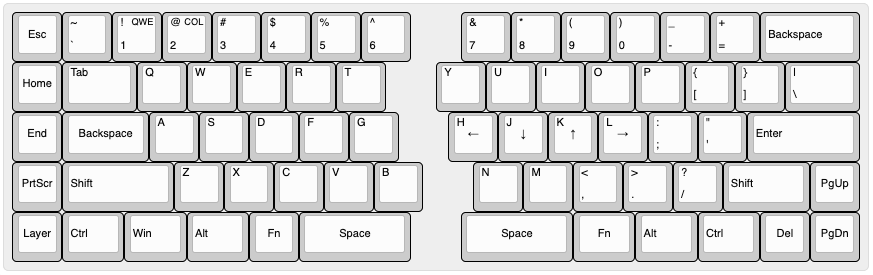 Esc ~ ` ! QWE 1 @ COL 2 # 3 $ 4 % 5 ^ 6 & 7 * 8 ( 9 ) 0 _ - + = Backspace
Home Tab Q W E R T Y U I O P { [ } ] | \
End Backspace A S D F G H ← J ↓ K ↑ L → : ; " ' Enter
PrtScr Shift Z X C V B N M < , > . ? / Shift PgUp
Layer Ctrl Win Alt Fn Space Space Fn Alt Ctrl Del PgDn